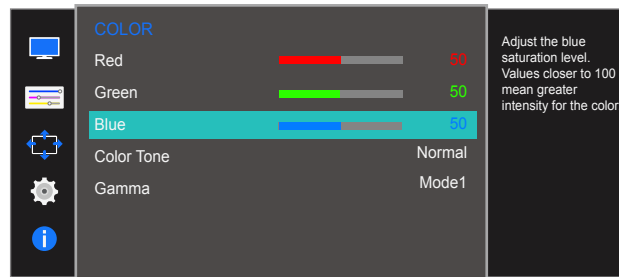 COLOR
Red 50
Green 50
Blue 50
Color Tone Normal
Gamma Mode1
Adjust the blue
saturation level.
Values closer to 100
mean greater
intensity for the color
i